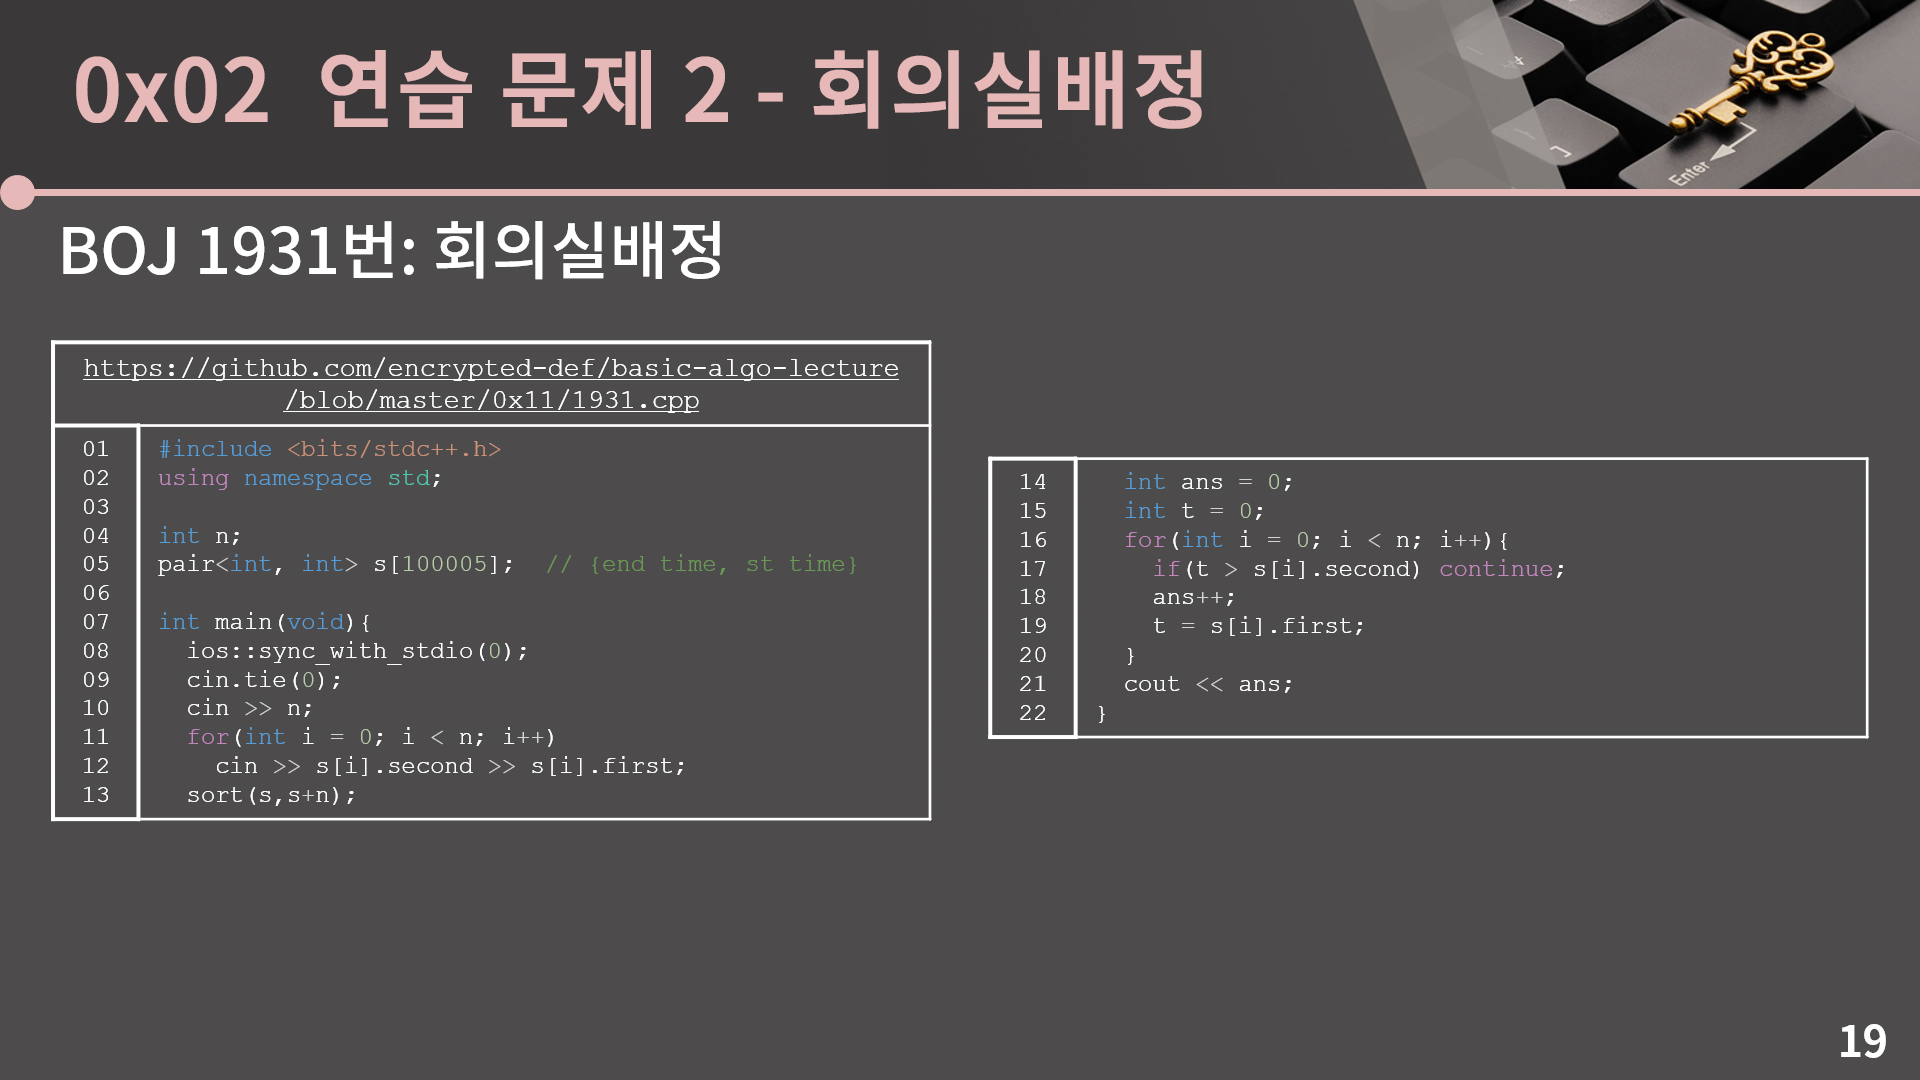 0x02 연습 문제 2 - 회의실배정
Enter
BOJ 1931번: 회의실배정
https://github.com/encrypted-def/basic-algo-lecture
/blob/master/0x11/1931.cpp
01 #include <bits/stdc++.h>
02 using namespace std;
03
04 int n;
05 pair<int, int> s[100005];  // {end time, st time}
06
07 int main(void){
08   ios::sync_with_stdio(0);
09   cin.tie(0);
10   cin >> n;
11   for(int i = 0; i < n; i++)
12     cin >> s[i].second >> s[i].first;
13   sort(s,s+n);
14   int ans = 0;
15   int t = 0;
16   for(int i = 0; i < n; i++){
17     if(t > s[i].second) continue;
18     ans++;
19     t = s[i].first;
20   }
21   cout << ans;
22 }
19